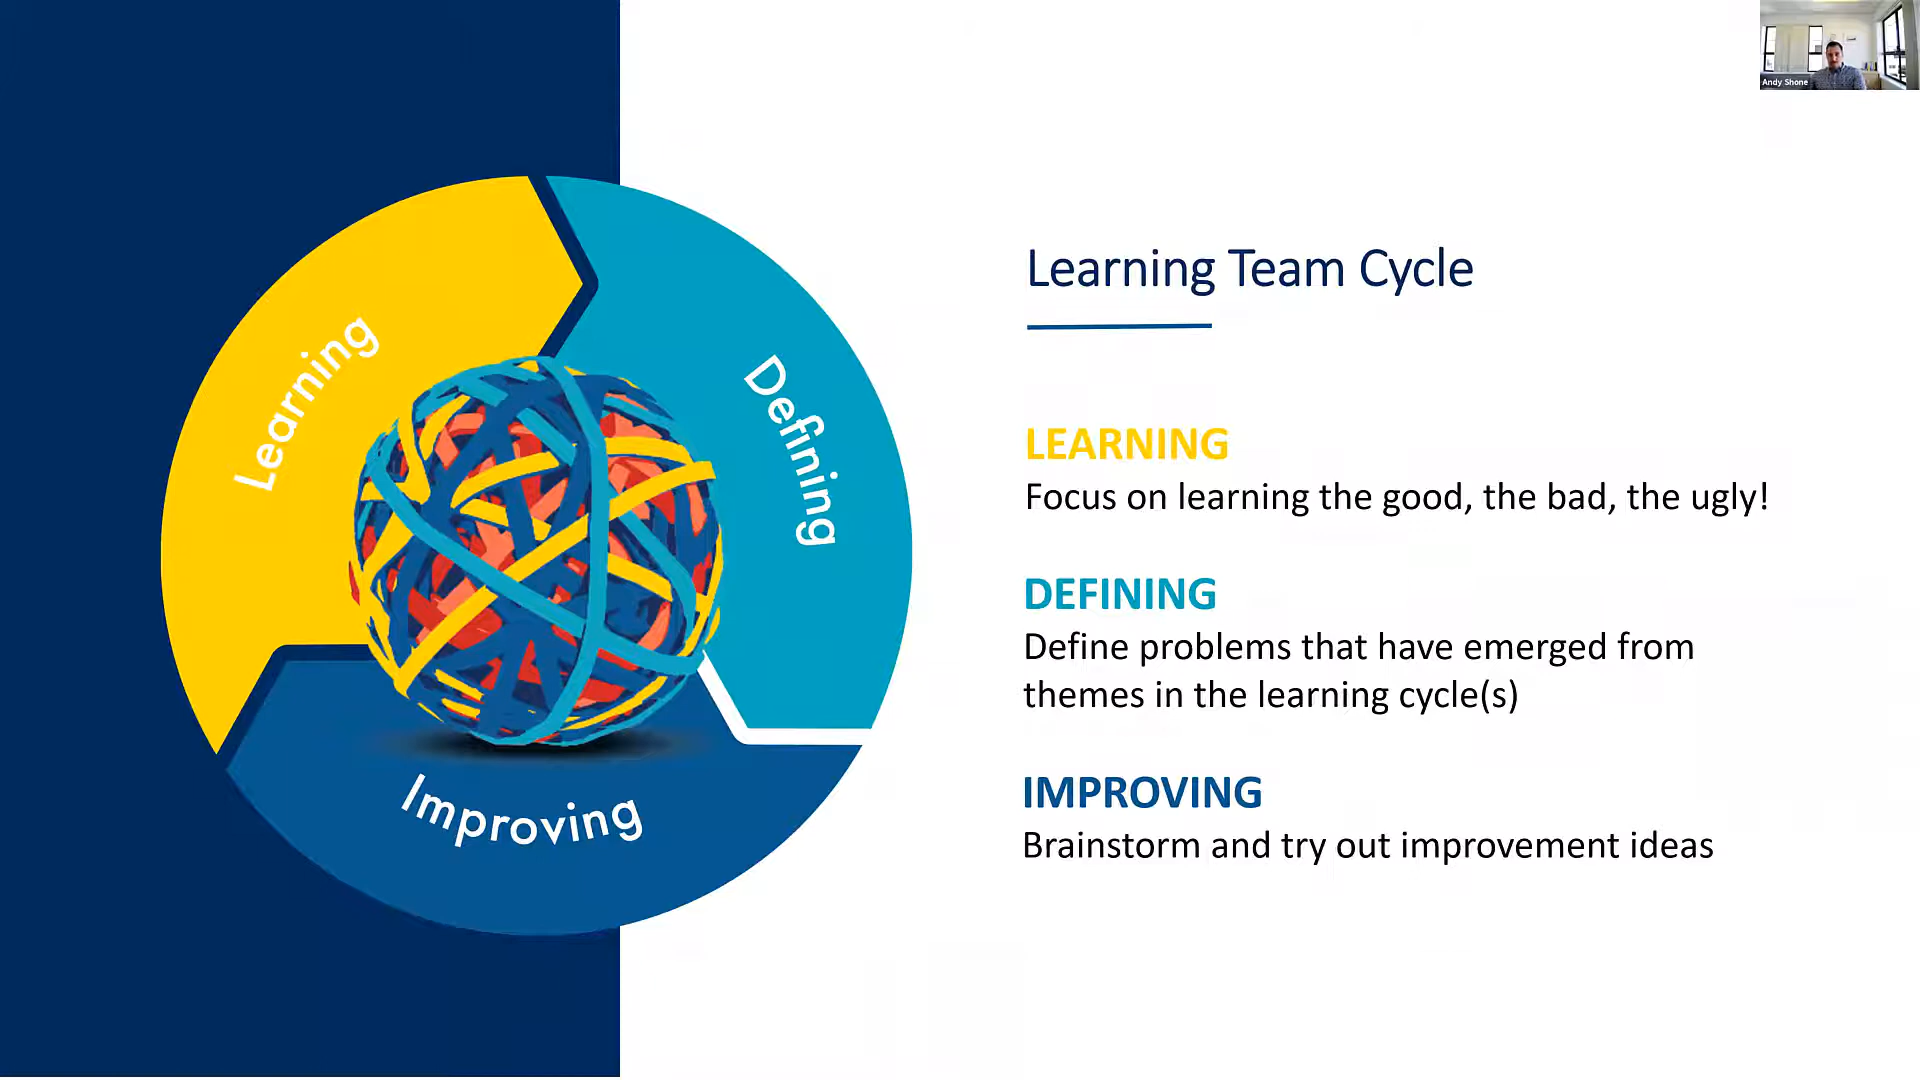 Andy Shone
Learning
Defining
Improving
Learning Team Cycle
LEARNING
Focus on learning the good, the bad, the ugly!
DEFINING
Define problems that have emerged from
themes in the learning cycle(s)
IMPROVING
Brainstorm and try out improvement ideas